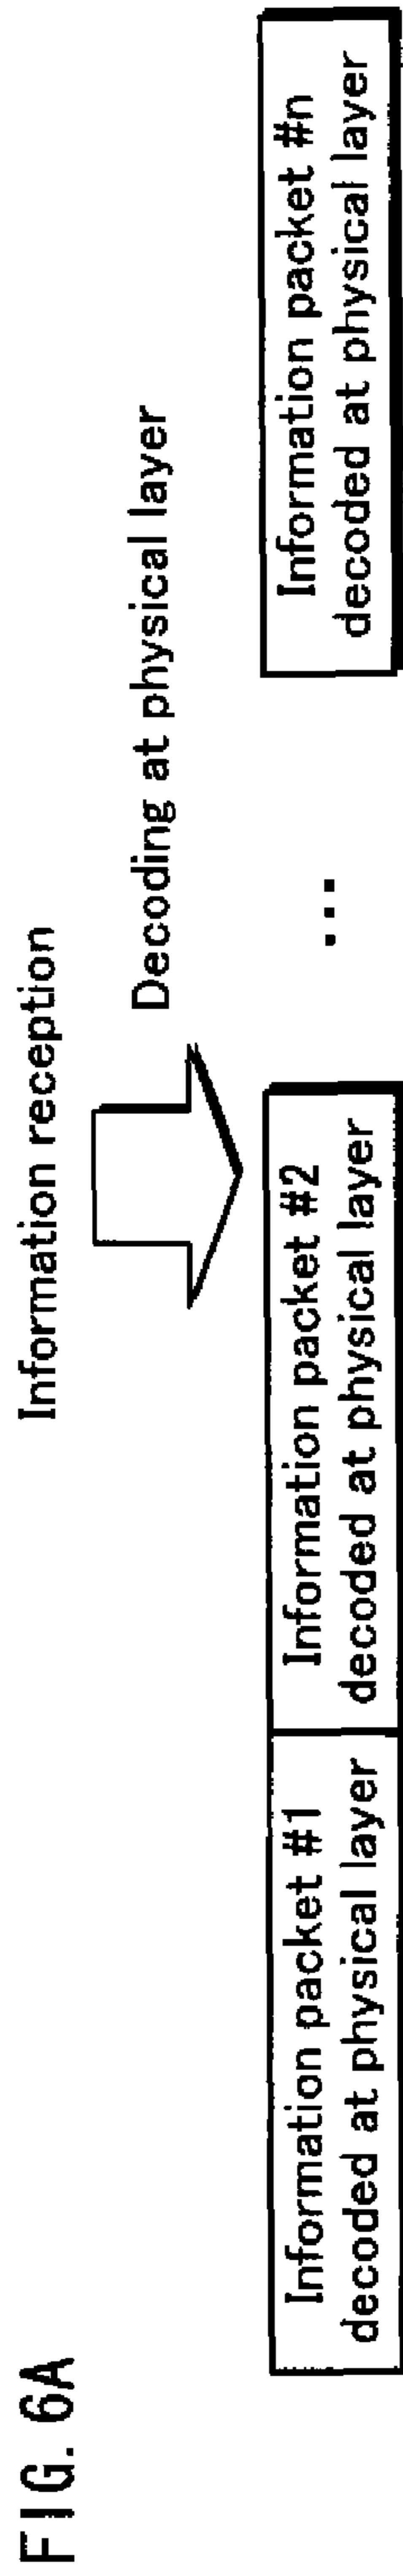 FIG. 6A
Information reception
Decoding at physical layer
Information packet #1
decoded at physical layer
Information packet #2
decoded at physical layer
...
Information packet #n
decoded at physical layer